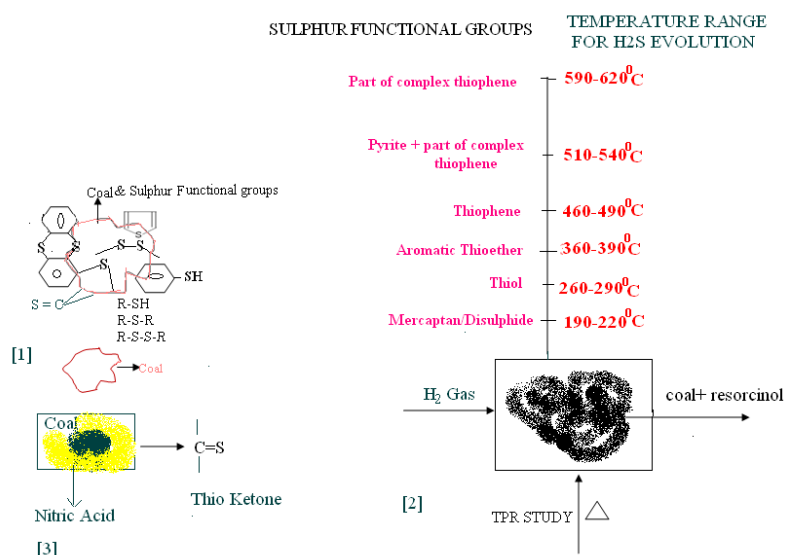 SULPHUR FUNCTIONAL GROUPS
TEMPERATURE RANGE
FOR H2S EVOLUTION
Part of complex thiophene
590-620⁰C
Pyrite + part of complex
thiophene
510-540⁰C
Thiophene
460-490⁰C
Aromatic Thioether
360-390⁰C
Thiol
260-290⁰C
Mercaptan/Disulphide
190-220⁰C
Coal & Sulphur Functional groups
S
S
S
S
S
S
SH
S = C
R-SH
R-S-R
R-S-S-R
[1]
Coal
Coal
C=S
Thio Ketone
Nitric Acid
[3]
H₂ Gas
coal+ resorcinol
[2]
TPR STUDY